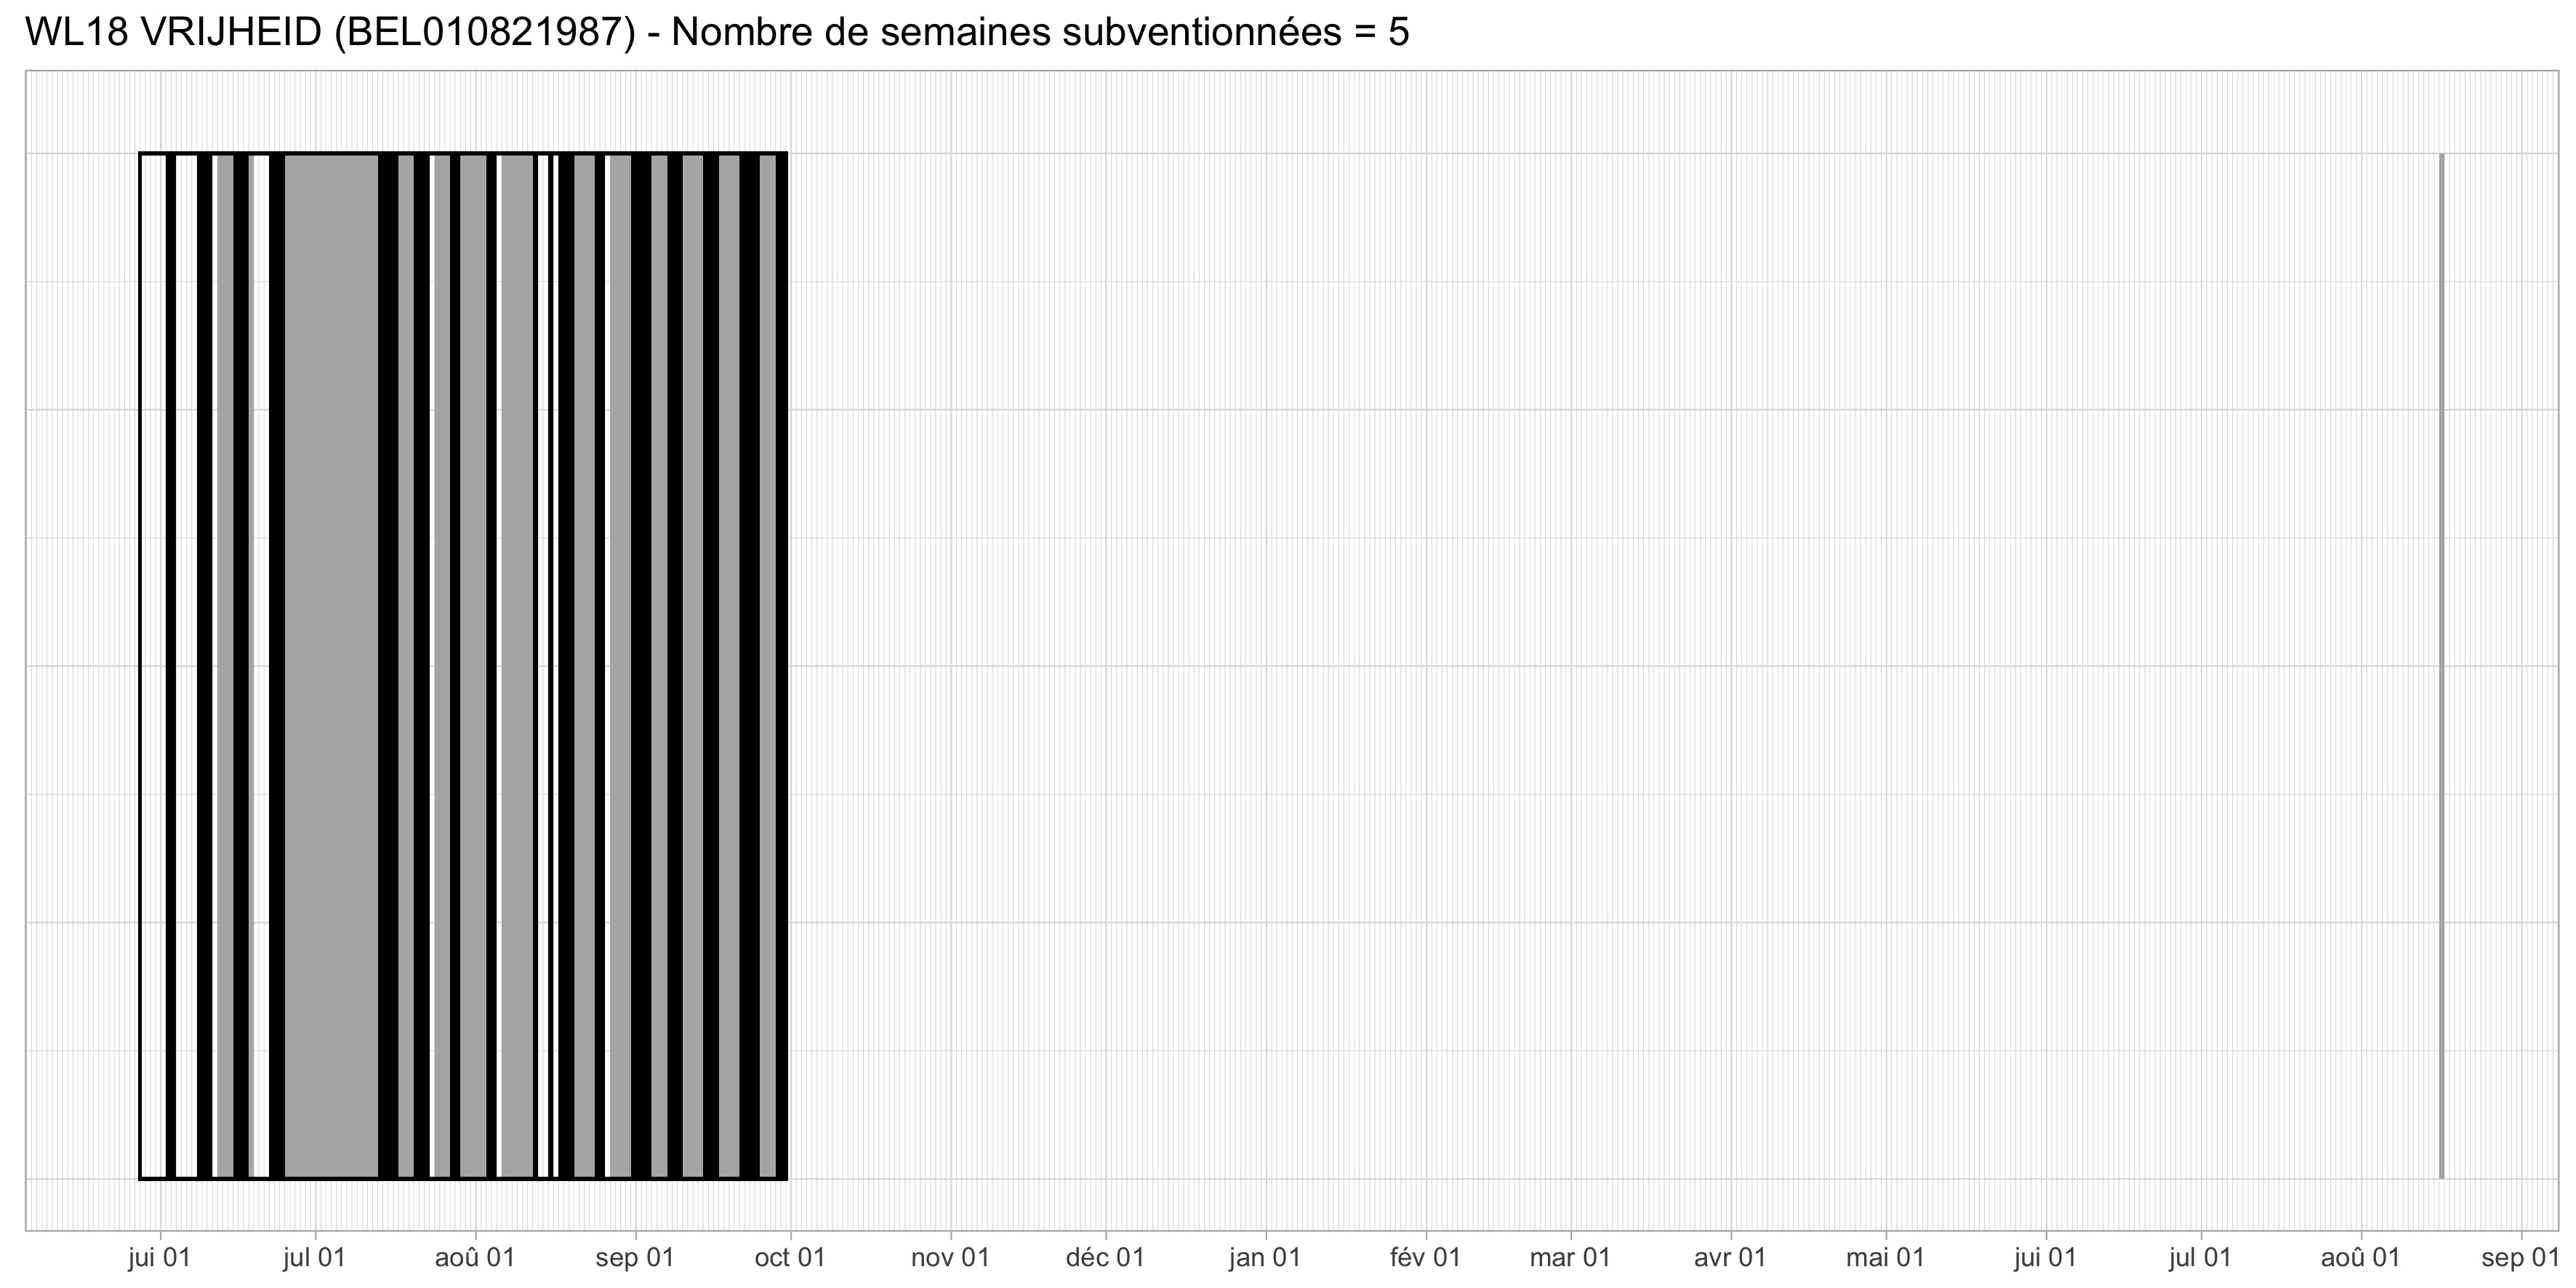 WL18 VRIJHEID (BEL010821987) - Nombre de semaines subventionnées = 5
jui 01 jul 01 aoû 01 sep 01 oct 01 nov 01 déc 01 jan 01 fév 01 mar 01 avr 01 mai 01 jui 01 jul 01 aoû 01 sep 01